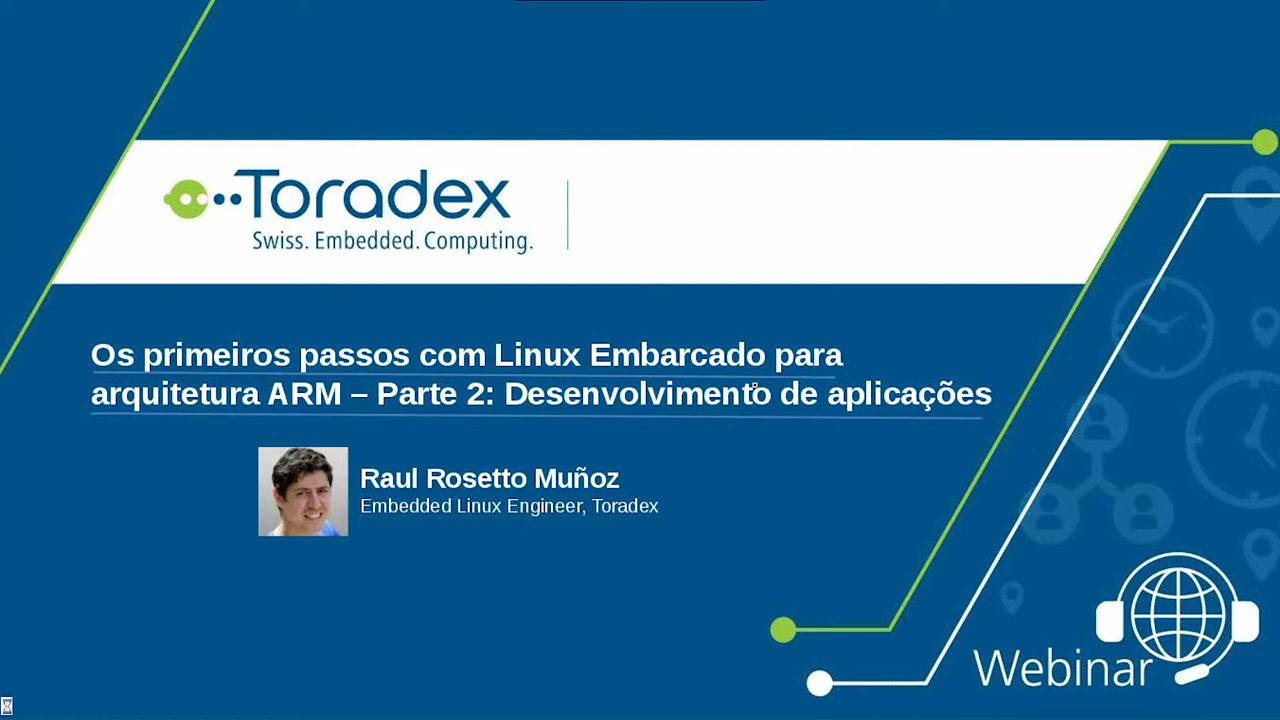 Toradex
Swiss. Embedded. Computing.
Os primeiros passos com Linux Embarcado para
arquitetura ARM – Parte 2: Desenvolvimento de aplicações
Raul Rosetto Muñoz
Embedded Linux Engineer, Toradex
Webinar